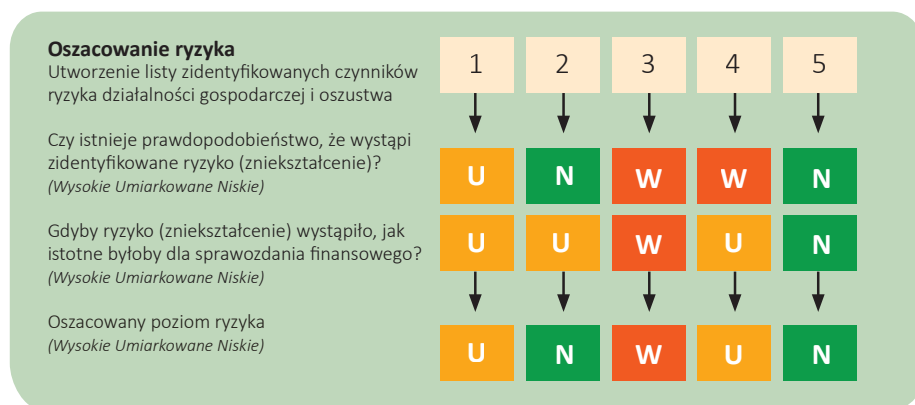 Oszacowanie ryzyka
Utworzenie listy zidentyfikowanych czynników
ryzyka działalności gospodarczej i oszustwa
1 2 3 4 5
Czy istnieje prawdopodobieństwo, że wystąpi
zidentyfikowane ryzyko (zniekształcenie)?
(Wysokie Umiarkowane Niskie)
U N W W N
Gdyby ryzyko (zniekształcenie) wystąpiło, jak
istotne byłoby dla sprawozdania finansowego?
(Wysokie Umiarkowane Niskie)
U U W U N
Oszacowany poziom ryzyka
(Wysokie Umiarkowane Niskie)
U N W U N